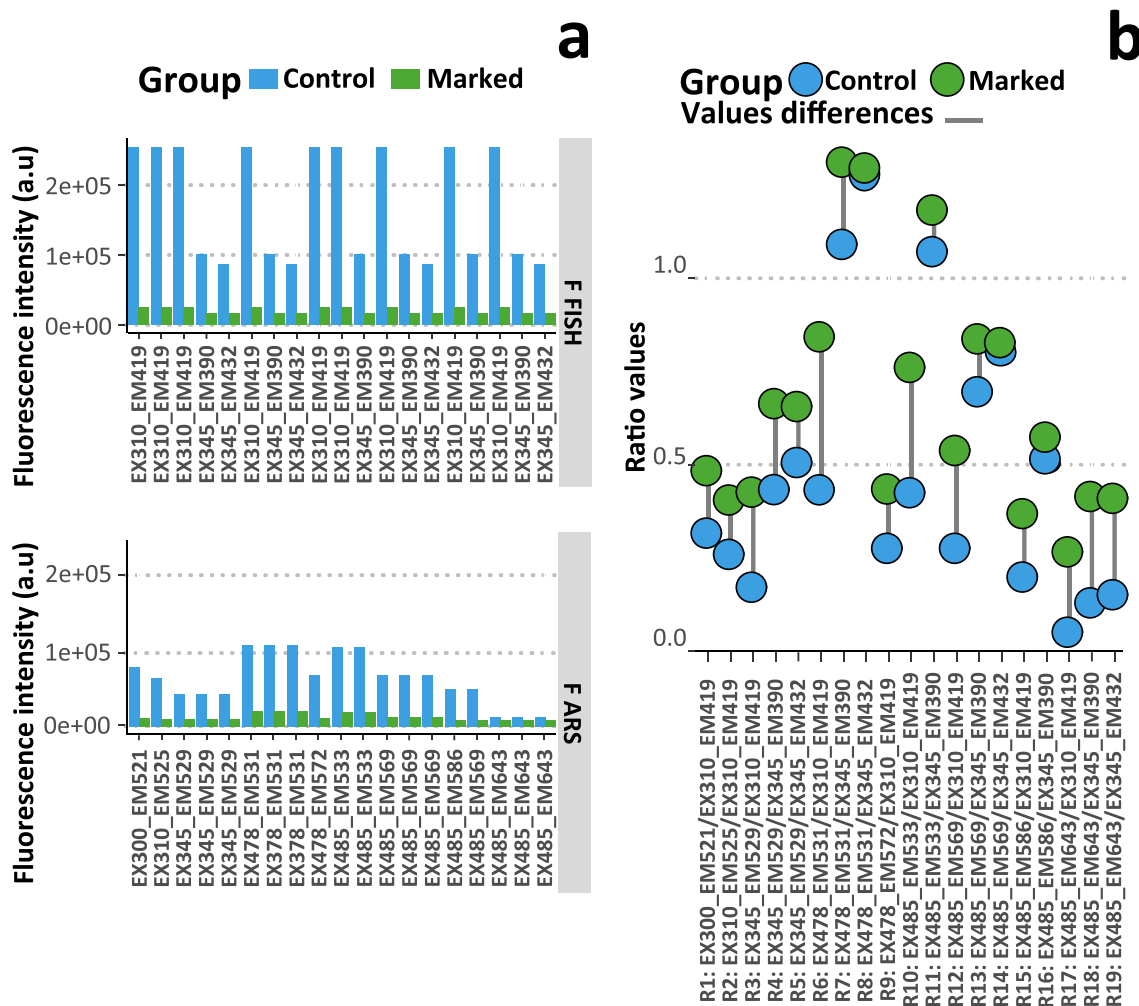 a
Group Control Marked
Fluorescence intensity (a.u)
2e+05
1e+05
0e+00
F FISH
EX310_EM419
EX310_EM419
EX310_EM419
EX345_EM390
EX345_EM432
EX310_EM419
EX345_EM390
EX345_EM432
EX310_EM419
EX310_EM419
EX345_EM390
EX310_EM419
EX345_EM390
EX345_EM432
EX310_EM419
EX345_EM390
EX310_EM419
EX345_EM390
EX345_EM432
Fluorescence intensity (a.u)
2e+05
1e+05
0e+00
F ARS
EX300_EM521
EX310_EM525
EX345_EM529
EX345_EM529
EX345_EM529
EX478_EM531
EX378_EM531
EX378_EM531
EX478_EM572
EX485_EM533
EX485_EM533
EX485_EM569
EX485_EM569
EX485_EM569
EX485_EM586
EX485_EM569
EX485_EM643
EX485_EM643
EX485_EM643
b
Group Control Marked
Values differences
Ratio values
1.0
0.5
0.0
R1: EX300_EM521/EX310_EM419
R2: EX310_EM525/EX310_EM419
R3: EX345_EM529/EX310_EM419
R4: EX345_EM529/EX345_EM390
R5: EX345_EM529/EX345_EM432
R6: EX478_EM531/EX310_EM419
R7: EX478_EM531/EX345_EM390
R8: EX478_EM531/EX345_EM432
R9: EX478_EM572/EX310_EM419
R10: EX485_EM533/EX310_EM419
R11: EX485_EM533/EX345_EM390
R12: EX485_EM569/EX310_EM419
R13: EX485_EM569/EX345_EM390
R14: EX485_EM569/EX345_EM432
R15: EX485_EM586/EX310_EM419
R16: EX485_EM586/EX345_EM390
R17: EX485_EM643/EX310_EM419
R18: EX485_EM643/EX345_EM390
R19: EX485_EM643/EX345_EM432